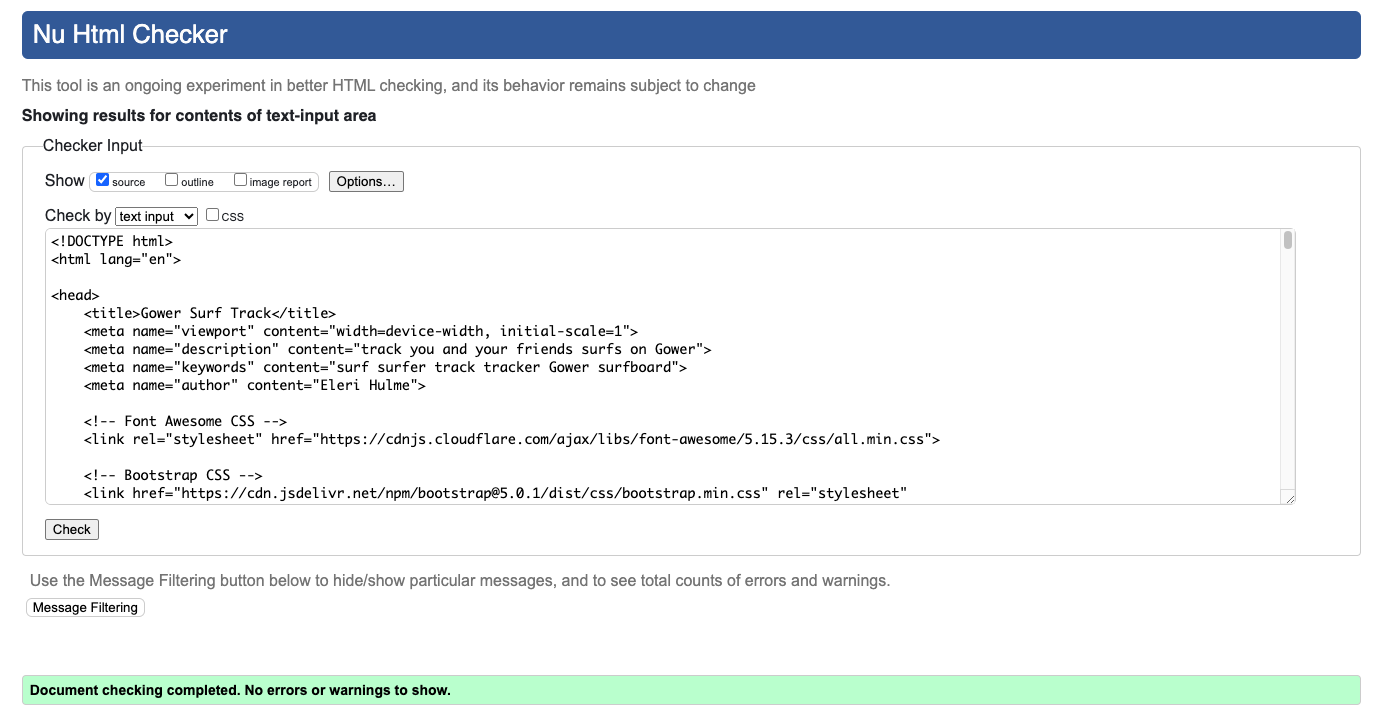 Nu Html Checker
This tool is an ongoing experiment in better HTML checking, and its behavior remains subject to change
Showing results for contents of text-input area
Checker Input
Show source outline image report Options...
Check by text input css
<!DOCTYPE html>
<html lang="en">
<head>
<title>Gower Surf Track</title>
<meta name="viewport" content="width=device-width, initial-scale=1">
<meta name="description" content="track you and your friends surfs on Gower">
<meta name="keywords" content="surf surfer track tracker Gower surfboard">
<meta name="author" content="Eleri Hulme">
<!-- Font Awesome CSS -->
<link rel="stylesheet" href="https://cdnjs.cloudflare.com/ajax/libs/font-awesome/5.15.3/css/all.min.css">
<!-- Bootstrap CSS -->
<link href="https://cdn.jsdelivr.net/npm/bootstrap@5.0.1/dist/css/bootstrap.min.css" rel="stylesheet"
Check
Use the Message Filtering button below to hide/show particular messages, and to see total counts of errors and warnings.
Message Filtering
Document checking completed. No errors or warnings to show.